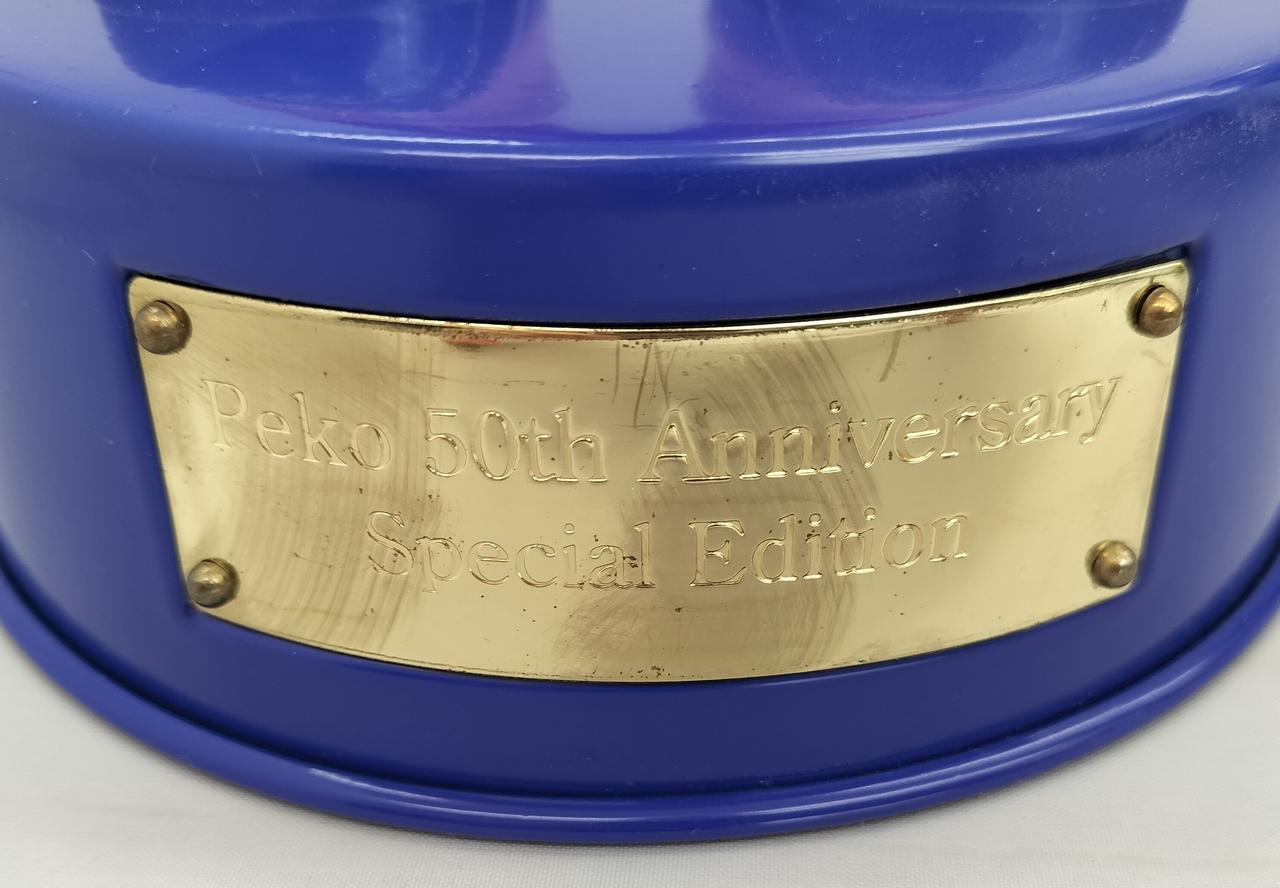 Peko 50th Anniversary
Special Edition